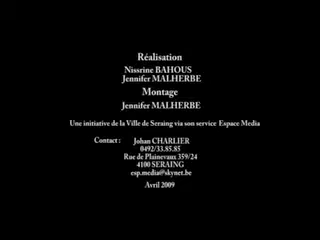 Réalisation
Nissrine BAHOUS
Jennifer MALHERBE
Montage
Jennifer MALHERBE
Une initiative de la Ville de Seraing via son service Espace Media
Contact : Johan CHARLIER
0492/33.85.85
Rue de Plainevaux 359/24
4100 SERAING
esp.media@skynet.be
Avril 2009